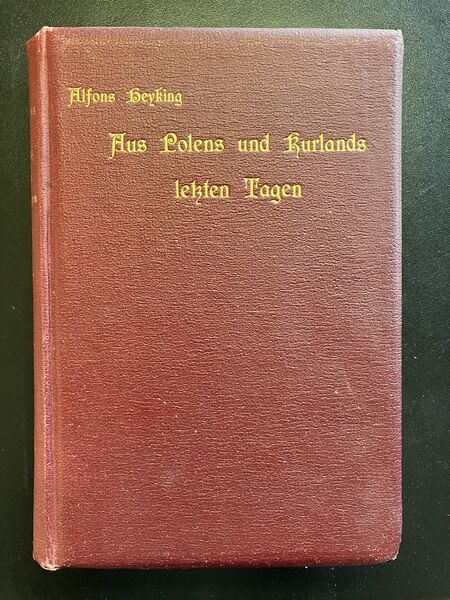 Alfons Heyking
Aus Polens und Kurlands
letzten Tagen